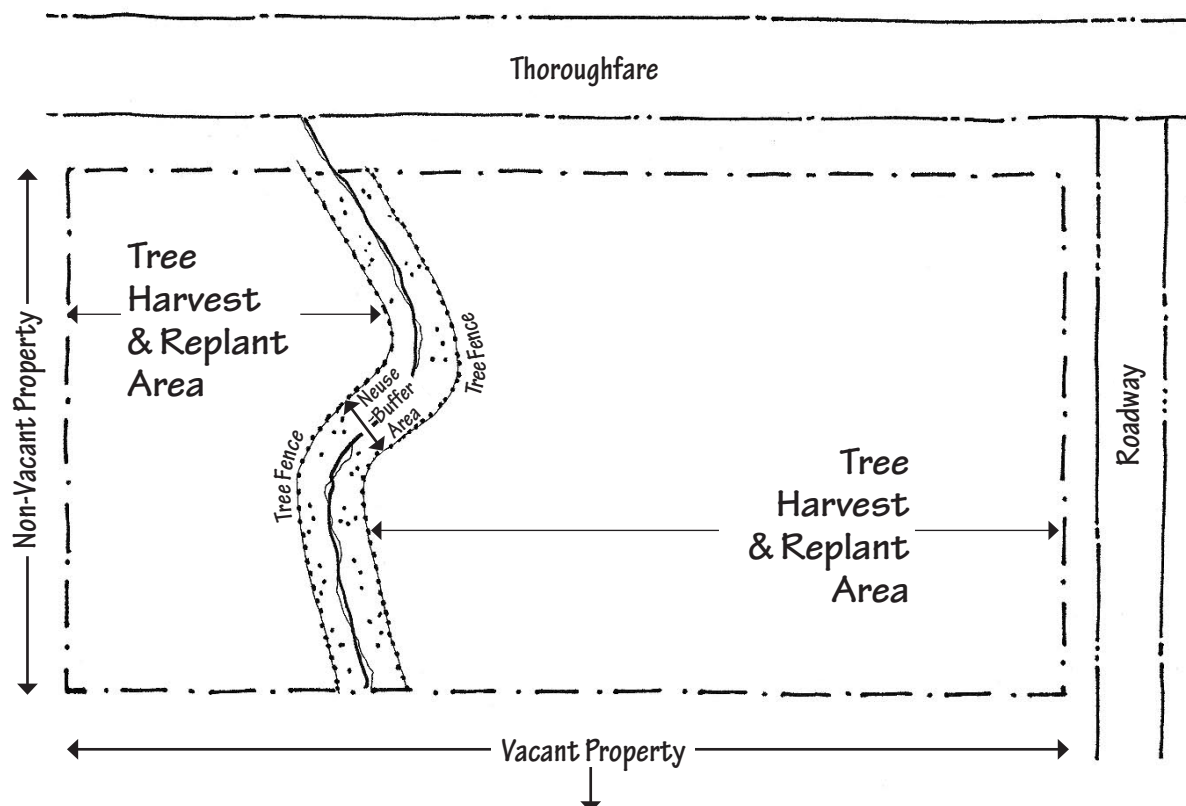 Thoroughfare
Tree
Harvest
& Replant
Area
Non-Vacant Property
Tree Fence
Neuse
=Buffer
Area
Tree Fence
Tree
Harvest
& Replant
Area
Roadway
Vacant Property